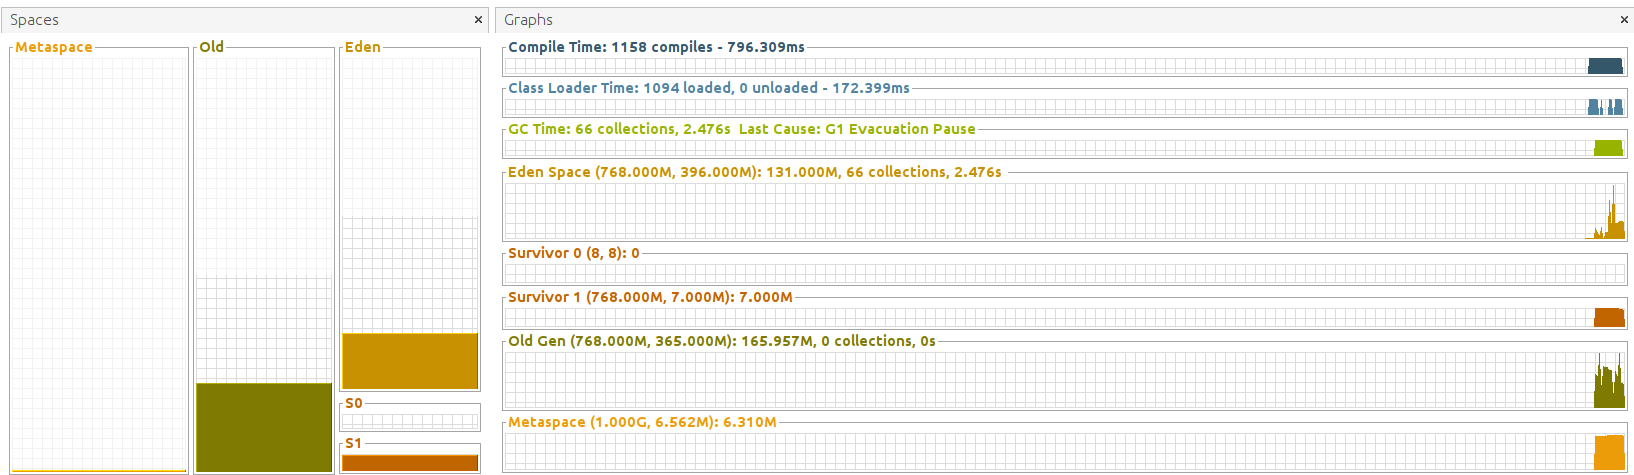 Spaces ×
Metaspace
Old
Eden
S0
S1
Graphs ×
Compile Time: 1158 compiles - 796.309ms
Class Loader Time: 1094 loaded, 0 unloaded - 172.399ms
GC Time: 66 collections, 2.476s  Last Cause: G1 Evacuation Pause
Eden Space (768.000M, 396.000M): 131.000M, 66 collections, 2.476s
Survivor 0 (8, 8): 0
Survivor 1 (768.000M, 7.000M): 7.000M
Old Gen (768.000M, 365.000M): 165.957M, 0 collections, 0s
Metaspace (1.000G, 6.562M): 6.310M